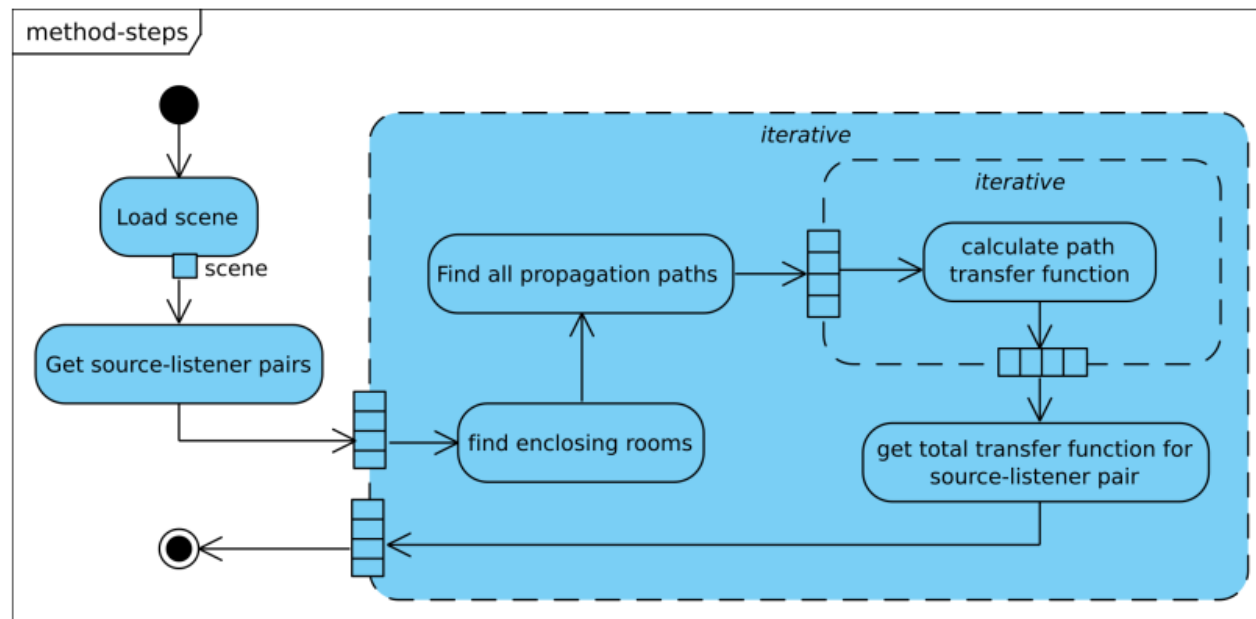 method-steps
iterative
iterative
Load scene
scene
Find all propagation paths
calculate path
transfer function
Get source-listener pairs
find enclosing rooms
get total transfer function for
source-listener pair